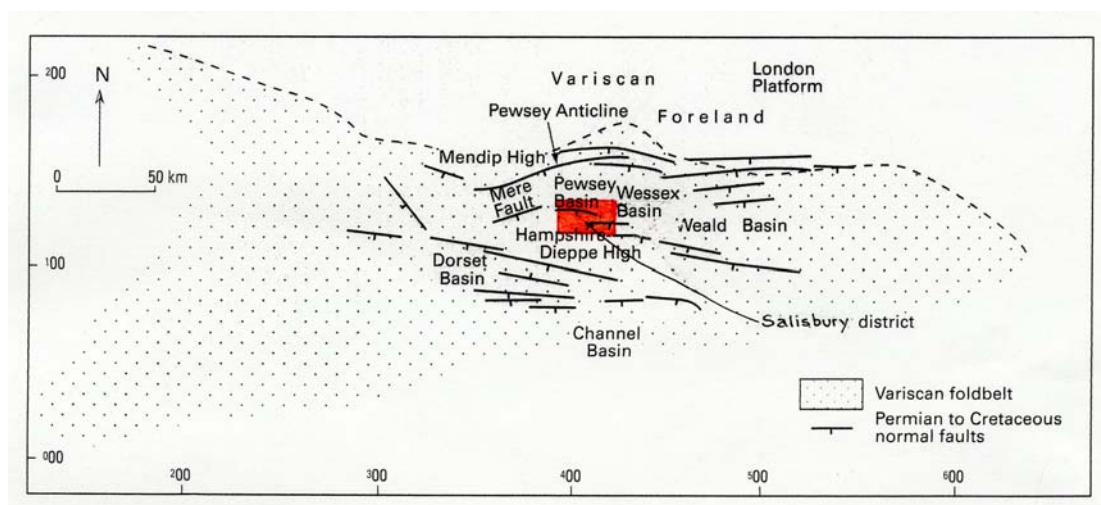 200
N
0
50 km
100
000
200
300
400
500
600
Variscan
Foreland
London
Platform
Pewsey Anticline
Mendip High
Mere
Fault
Pewsey
Basin
Wessex
Basin
Weald Basin
Hampshire
Dieppe High
Dorset
Basin
Salisbury district
Channel
Basin
Variscan foldbelt
Permian to Cretaceous
normal faults